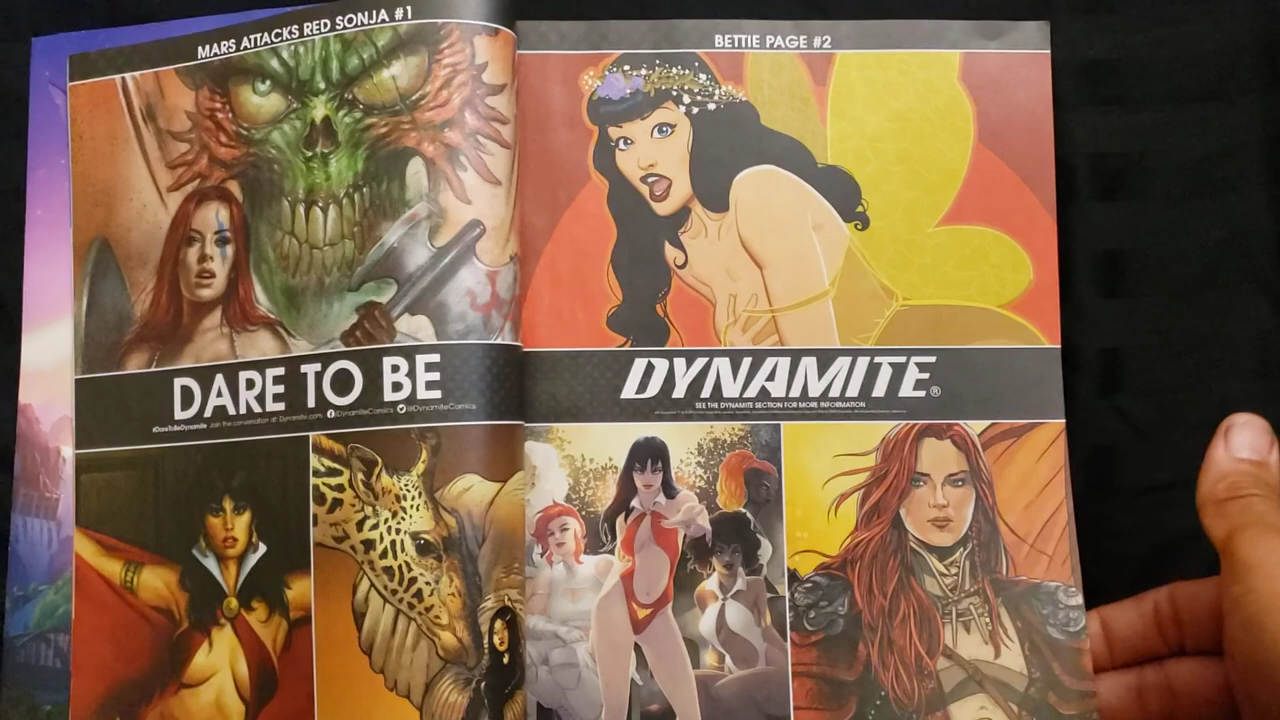 MARS ATTACKS RED SONJA #1
BETTIE PAGE #2
DARE TO BE
#DareToBeDynamite Join the conversation at: Dynamite.com /DynamiteComics @DynamiteComics
DYNAMITE®
SEE THE DYNAMITE SECTION FOR MORE INFORMATION